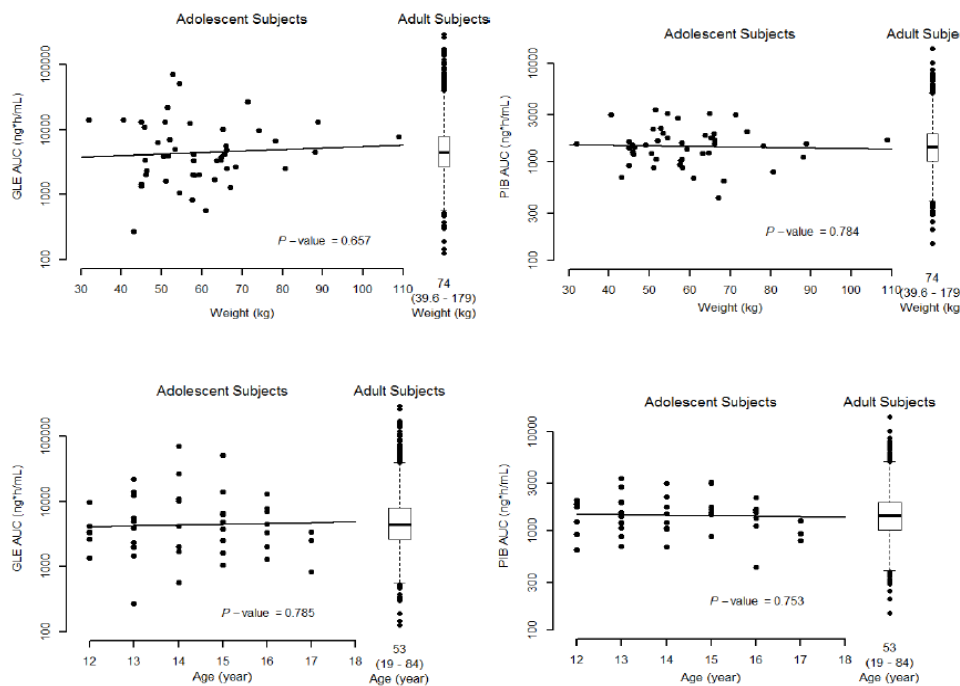 Adolescent Subjects
Adult Subjects
GLE AUC (ng*h/mL)
100000
10000
1000
100
P – value = 0.657
30 40 50 60 70 80 90 100 110
Weight (kg)
74
(39.6 - 179)
Weight (kg)
Adolescent Subjects
Adult Subje
PIB AUC (ng*h/mL)
10000
3000
1000
300
100
P – value = 0.784
30 40 50 60 70 80 90 100 110
Weight (kg)
74
(39.6 - 179)
Weight (kg)
Adolescent Subjects
Adult Subjects
GLE AUC (ng*h/mL)
100000
10000
1000
100
P – value = 0.785
12 13 14 15 16 17 18
Age (year)
53
(19 - 84)
Age (year)
Adolescent Subjects
Adult Subjects
PIB AUC (ng*h/mL)
10000
3000
1000
300
100
P – value = 0.753
12 13 14 15 16 17 18
Age (year)
53
(19 - 84)
Age (year)